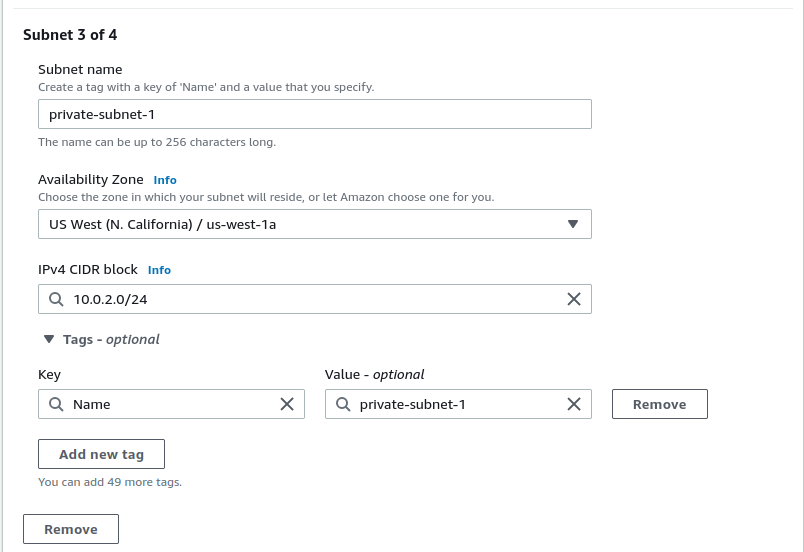 Subnet 3 of 4
Subnet name
Create a tag with a key of 'Name' and a value that you specify.
private-subnet-1
The name can be up to 256 characters long.
Availability Zone Info
Choose the zone in which your subnet will reside, or let Amazon choose one for you.
US West (N. California) / us-west-1a
IPv4 CIDR block Info
10.0.2.0/24
Tags - optional
Key Value - optional
Name private-subnet-1 Remove
Add new tag
You can add 49 more tags.
Remove